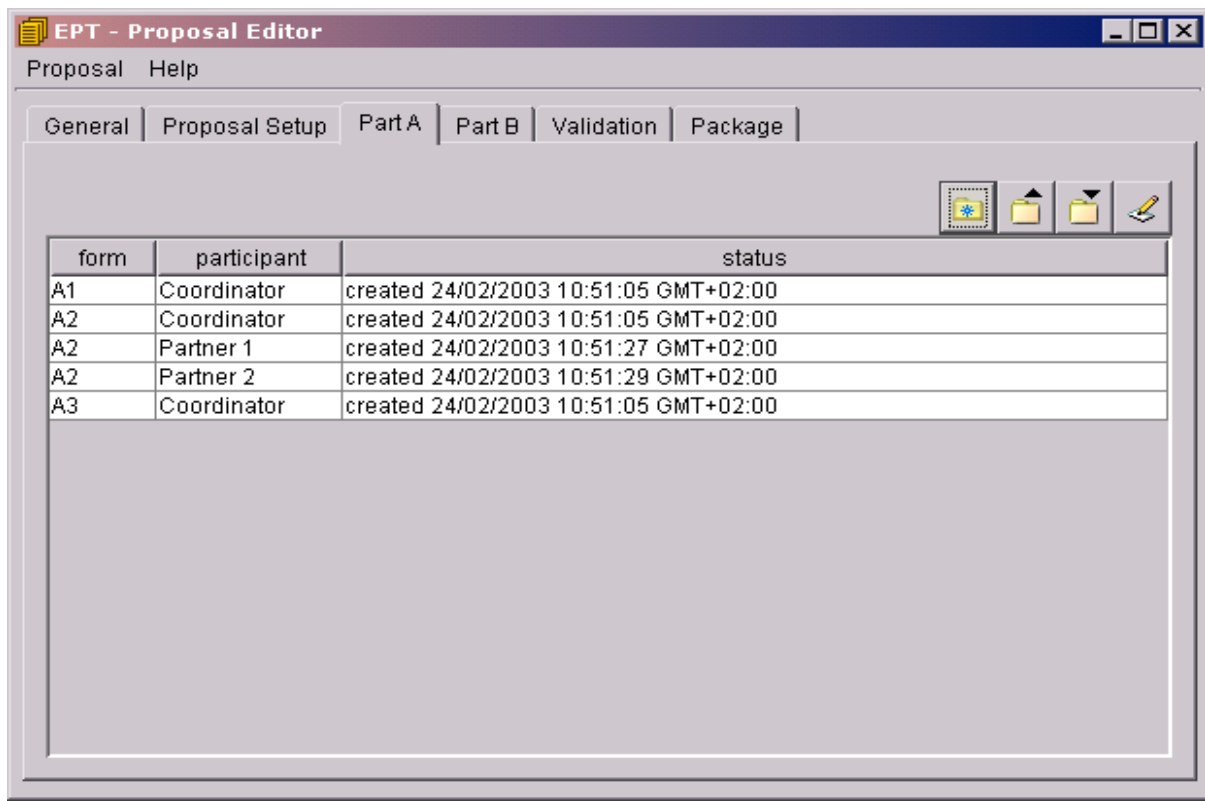 EPT - Proposal Editor
Proposal Help
General Proposal Setup Part A Part B Validation Package
form participant status
A1 Coordinator created 24/02/2003 10:51:05 GMT+02:00
A2 Coordinator created 24/02/2003 10:51:05 GMT+02:00
A2 Partner 1 created 24/02/2003 10:51:27 GMT+02:00
A2 Partner 2 created 24/02/2003 10:51:29 GMT+02:00
A3 Coordinator created 24/02/2003 10:51:05 GMT+02:00